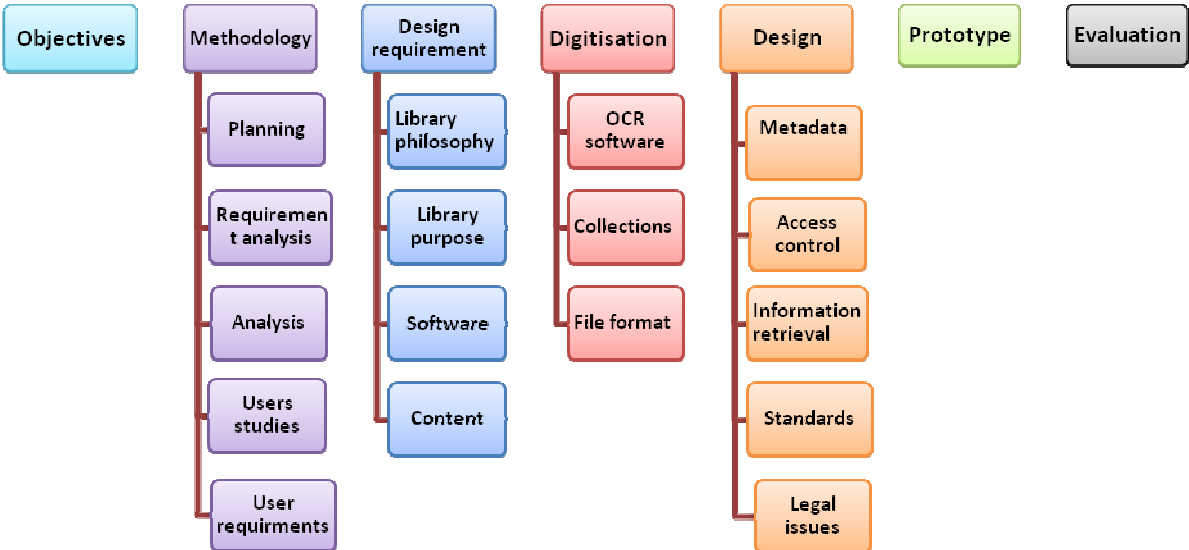 Objectives
Methodology
Planning
Requiremen
t analysis
Analysis
Users
studies
User
requirments
Design
requirement
Library
philosophy
Library
purpose
Software
Content
Digitisation
OCR
software
Collections
File format
Design
Metadata
Access
control
Information
retrieval
Standards
Legal
issues
Prototype
Evaluation